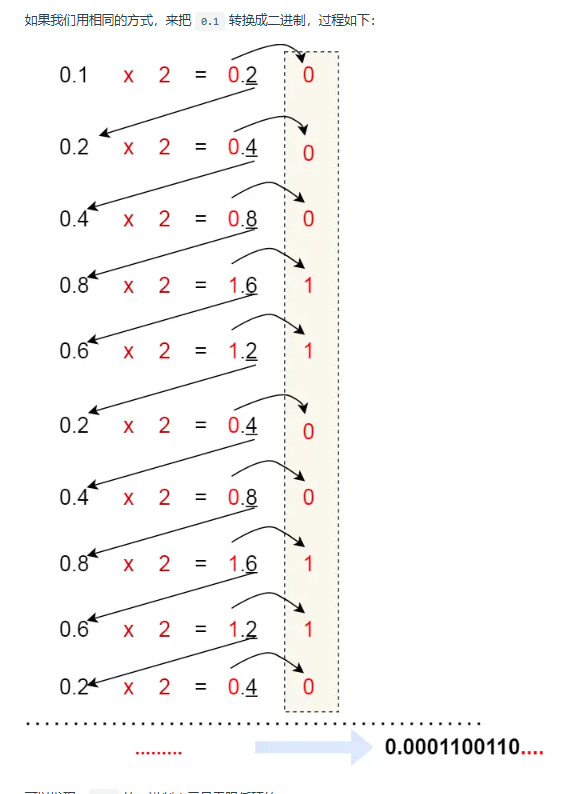 如果我们用相同的方式，来把 0.1 转换成二进制，过程如下：
0.1 x 2 = 0.2 0
0.2 x 2 = 0.4 0
0.4 x 2 = 0.8 0
0.8 x 2 = 1.6 1
0.6 x 2 = 1.2 1
0.2 x 2 = 0.4 0
0.4 x 2 = 0.8 0
0.8 x 2 = 1.6 1
0.6 x 2 = 1.2 1
0.2 x 2 = 0.4 0
......... 0.0001100110....